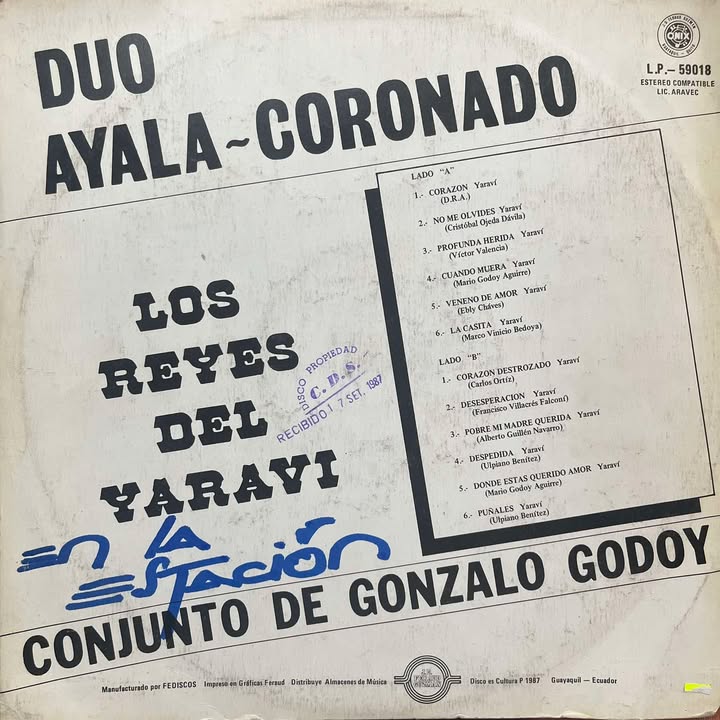 DUO
AYALA~CORONADO
ONIX
L.P.— 59018
ESTEREO COMPATIBLE
LIC. ARAVEC
LADO "A"
1.- CORAZON Yaraví
(D.R.A.)
2.- NO ME OLVIDES Yaraví
(Cristóbal Ojeda Dávila)
3.- PROFUNDA HERIDA Yaraví
(Víctor Valencia)
4.- CUANDO MUERA Yaraví
(Mario Godoy Aguirre)
5.- VENENO DE AMOR Yaraví
(Ebly Cháves)
6.- LA CASITA Yaraví
(Marco Vinicio Bedoya)
LADO "B"
1.- CORAZON DESTROZADO Yaraví
(Carlos Ortíz)
2.- DESESPERACION Yaraví
(Francisco Villacrés Falconí)
3.- POBRE MI MADRE QUERIDA Yaraví
(Alberto Guillén Navarro)
4.- DESPEDIDA Yaraví
(Ulpiano Benítez)
5.- DONDE ESTAS QUERIDO AMOR Yaraví
(Mario Godoy Aguirre)
6.- PUÑALES Yaraví
(Ulpiano Benítez)
LOS
REYES
DEL
YARAVI
DISCO PROPIEDAD
C.D.S.
RECIBIDO 1 7 SET. 1987
en la
Estación
CONJUNTO DE GONZALO GODOY
Manufacturado por FEDISCOS Impreso en Gráficas Feraud Distribuye Almacenes de Música
J.D.
FERAUD
GUZMAN
Disco es Cultura P 1987 Guayaquil — Ecuador